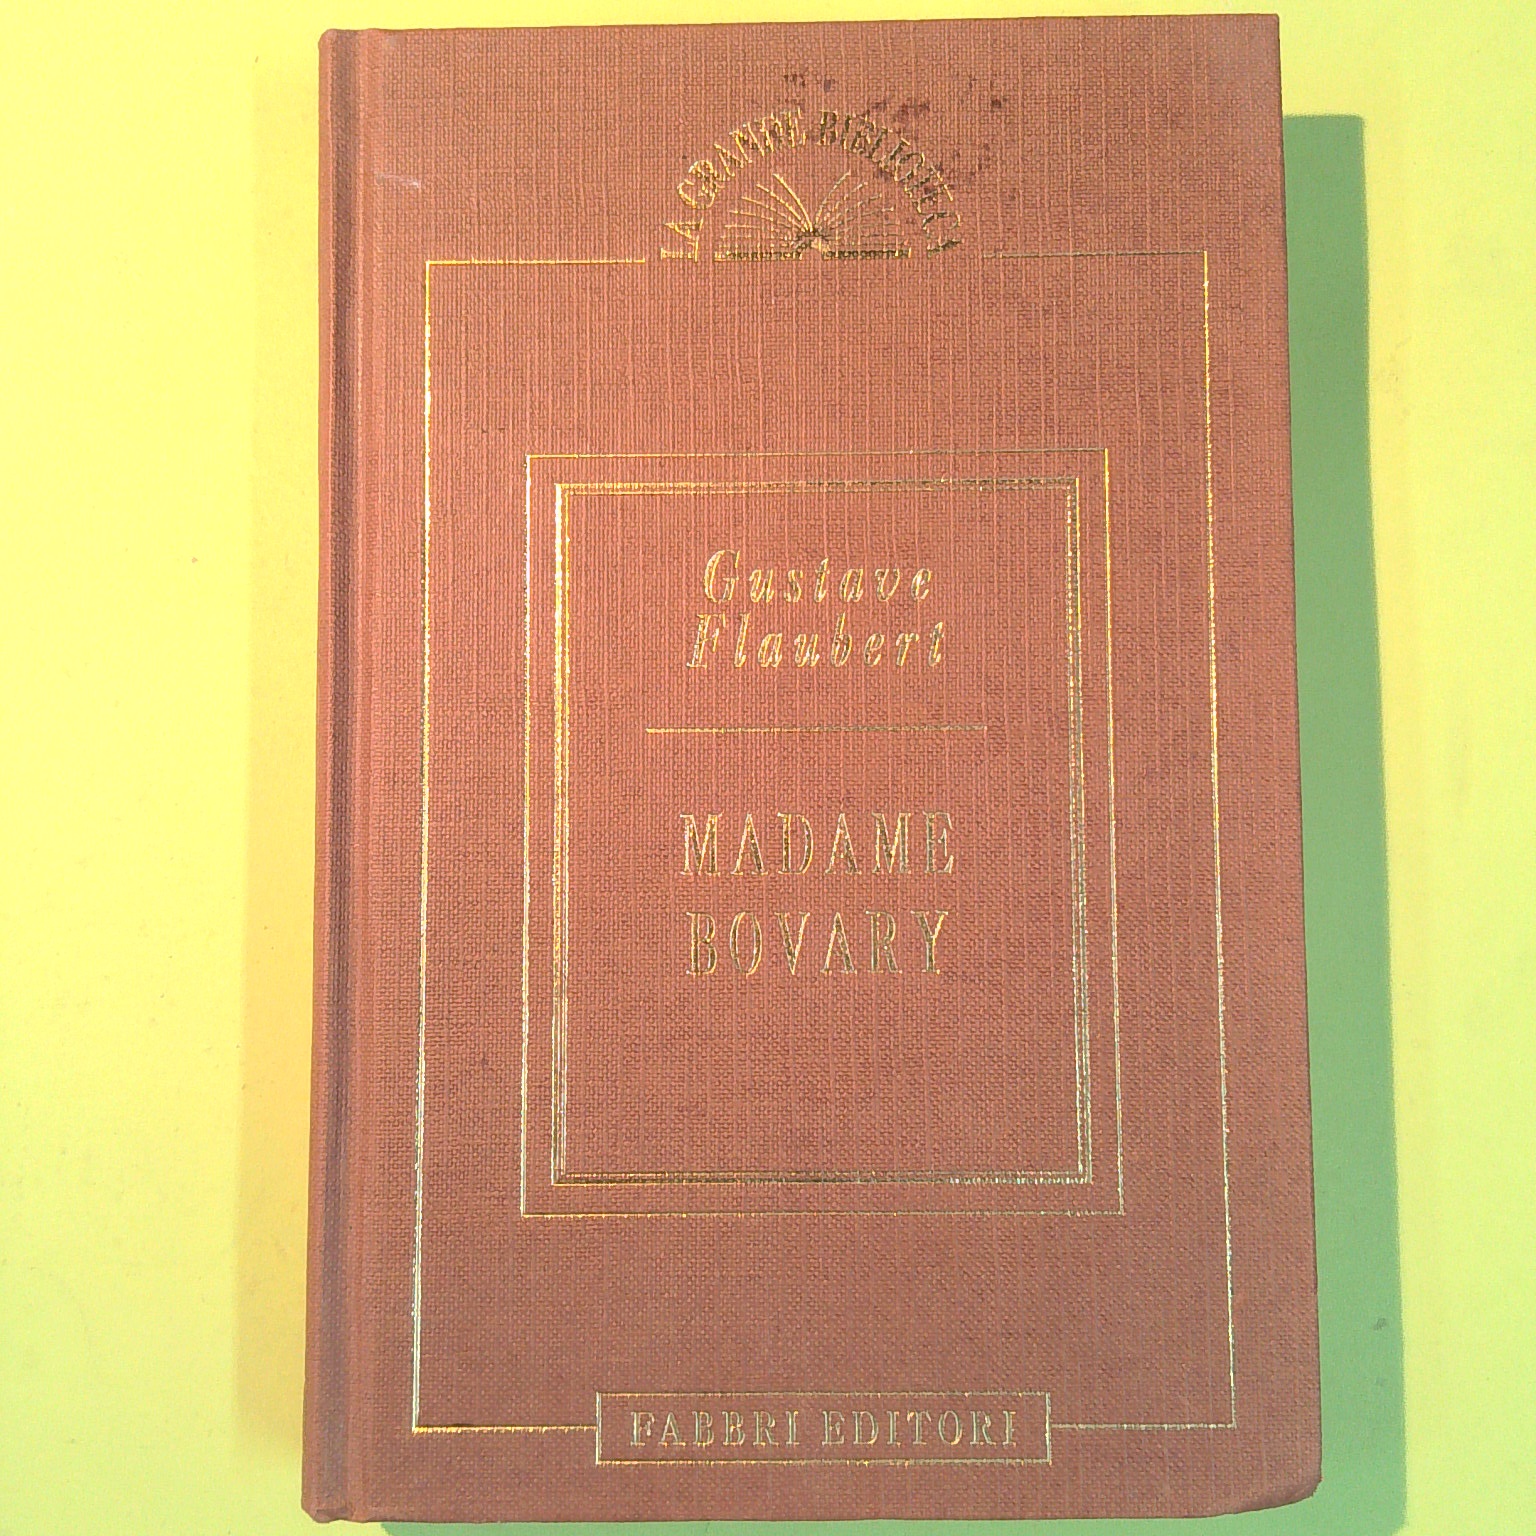 LA GRANDE BIBLIOTECA
Gustave
Flaubert
MADAME
BOVARY
FABBRI EDITORI